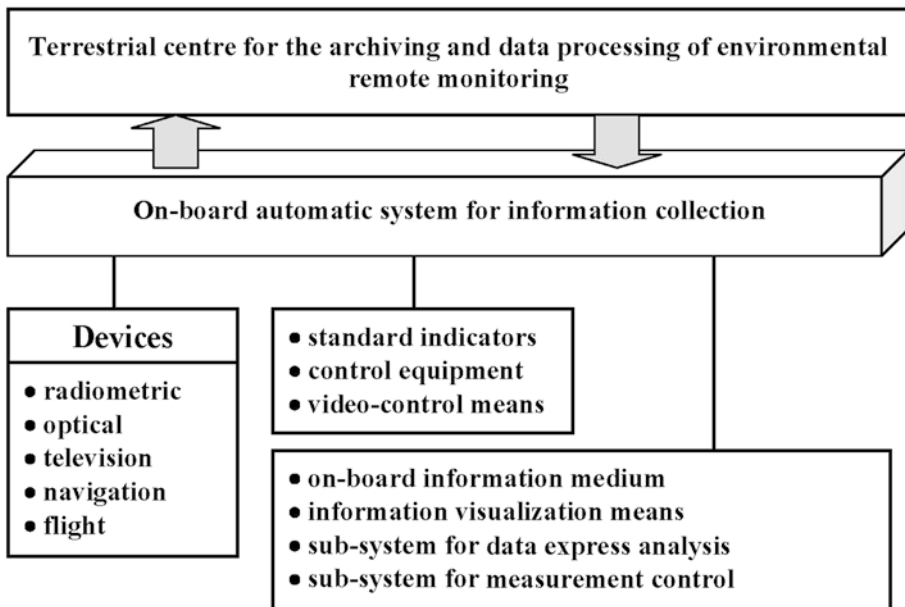 Terrestrial centre for the archiving and data processing of environmental
remote monitoring
On-board automatic system for information collection
Devices
• radiometric
• optical
• television
• navigation
• flight
• standard indicators
• control equipment
• video-control means
• on-board information medium
• information visualization means
• sub-system for data express analysis
• sub-system for measurement control